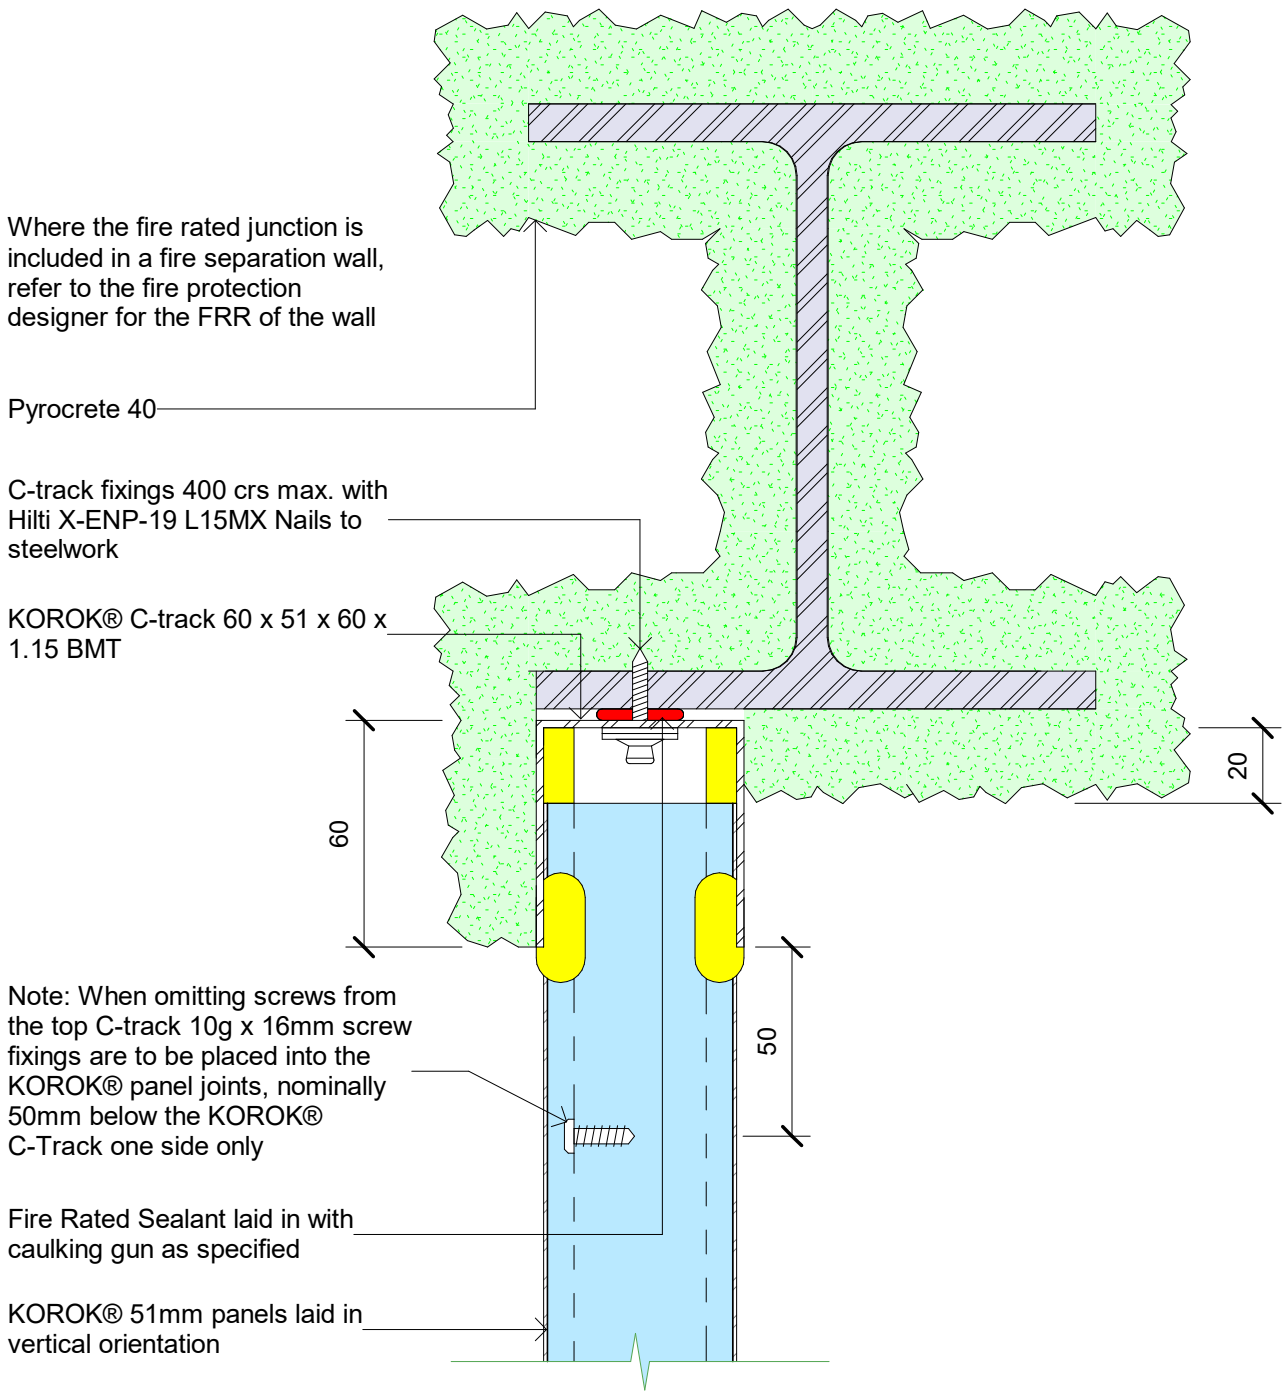 Where the fire rated junction is
included in a fire separation wall,
refer to the fire protection
designer for the FRR of the wall
Pyrocrete 40
C-track fixings 400 crs max. with
Hilti X-ENP-19 L15MX Nails to
steelwork
KOROK® C-track 60 x 51 x 60 x
1.15 BMT
20
60
Note: When omitting screws from
the top C-track 10g x 16mm screw
fixings are to be placed into the
KOROK® panel joints, nominally
50mm below the KOROK®
C-Track one side only
50
Fire Rated Sealant laid in with
caulking gun as specified
KOROK® 51mm panels laid in
vertical orientation